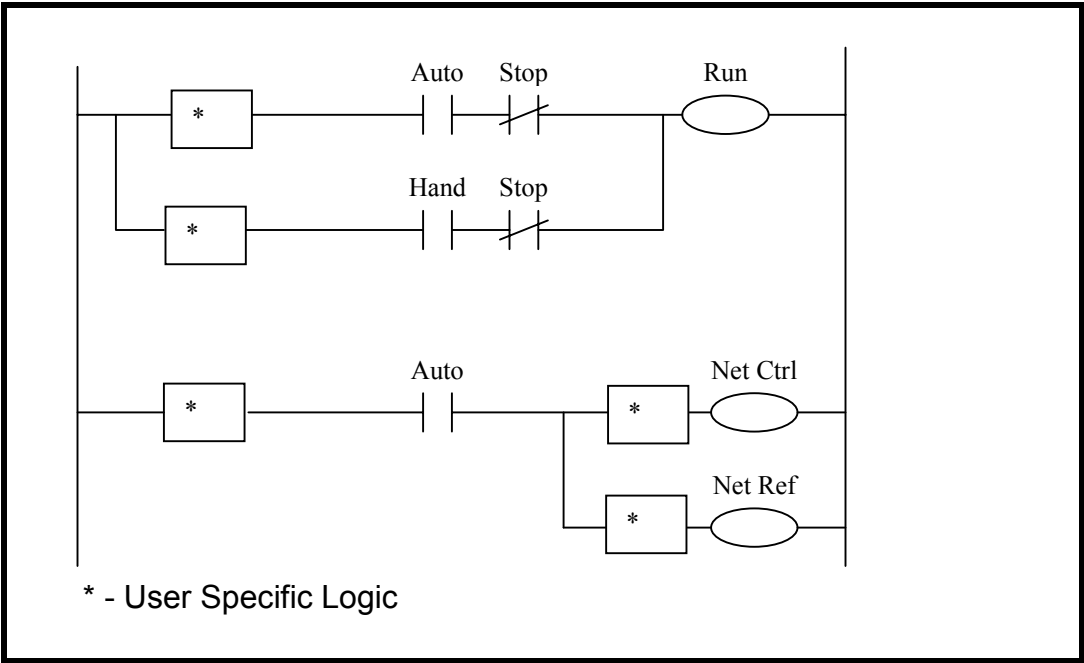 Auto Stop Run
*
Hand Stop
*
Auto Net Ctrl
* *
Net Ref
*
* - User Specific Logic